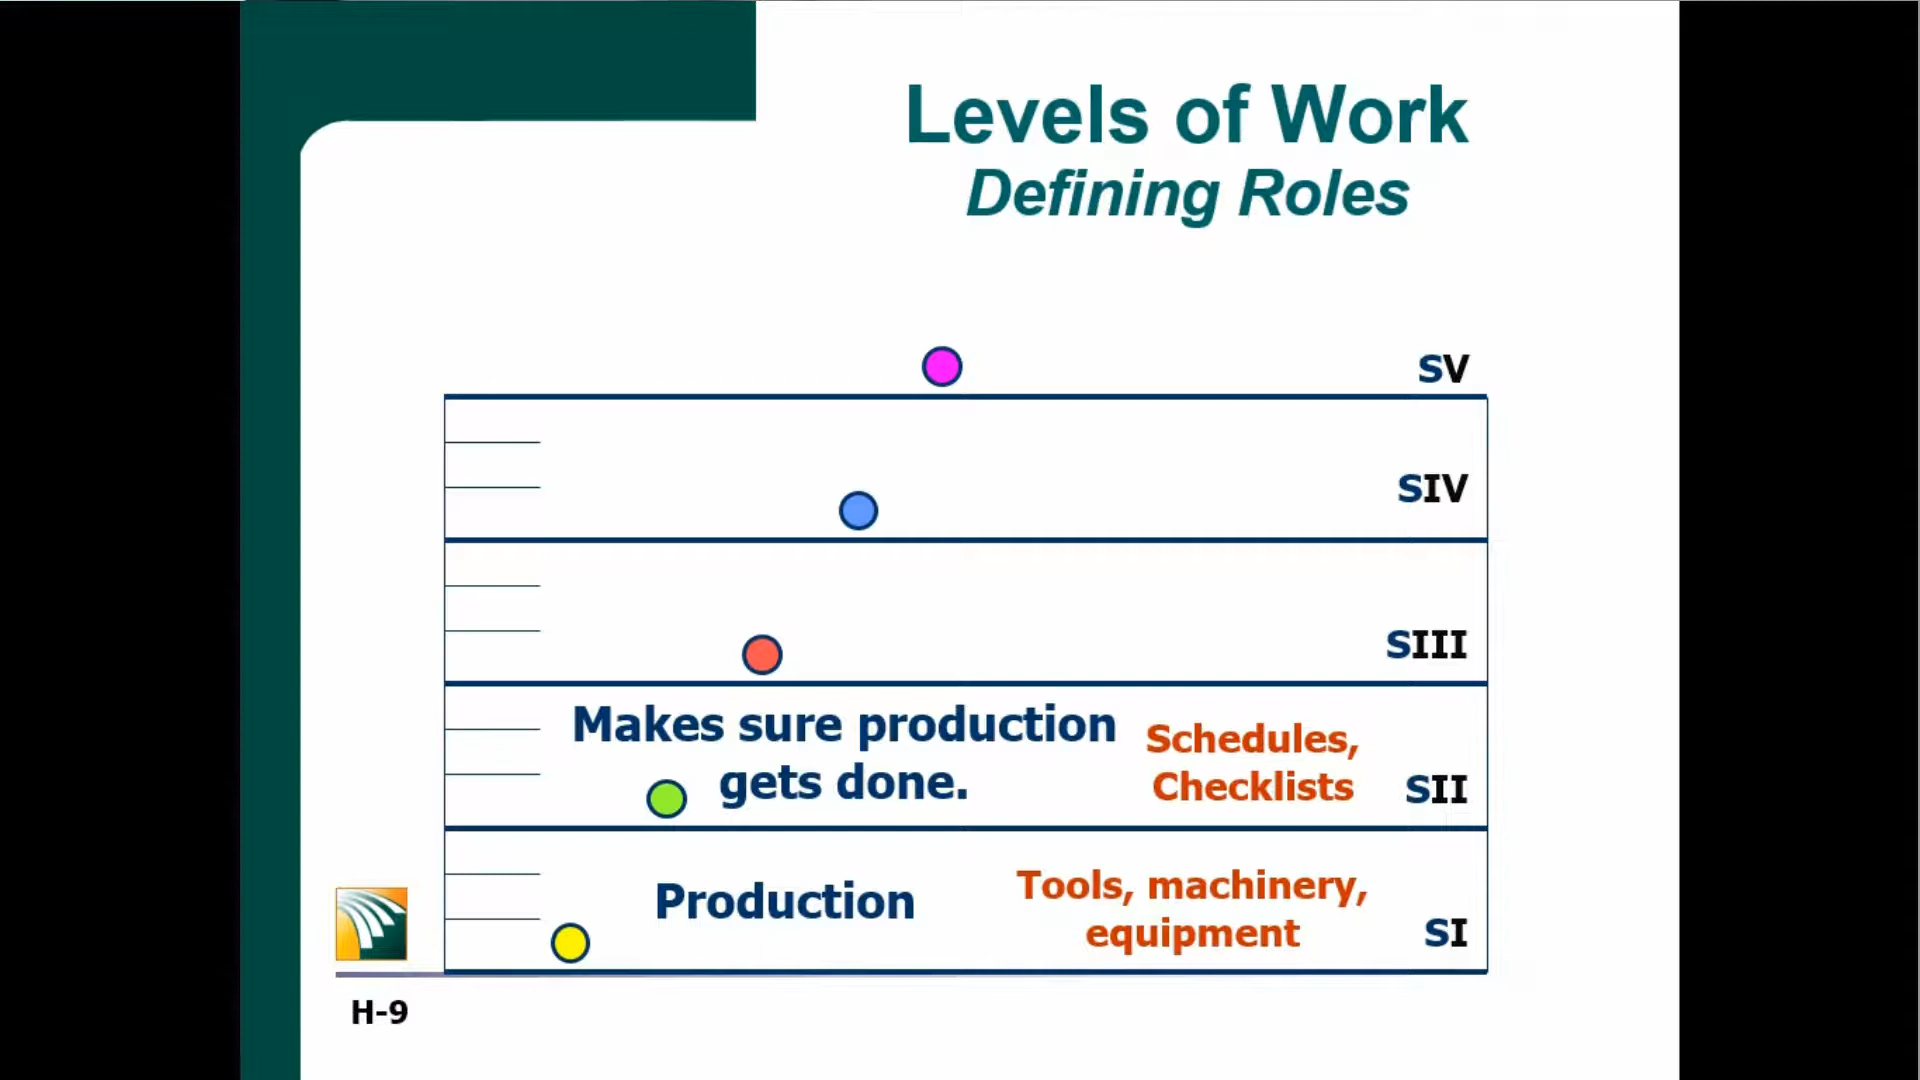 Levels of Work
Defining Roles
SV
SIV
SIII
Makes sure production
gets done.
Schedules,
Checklists
SII
Production
Tools, machinery,
equipment
SI
H-9